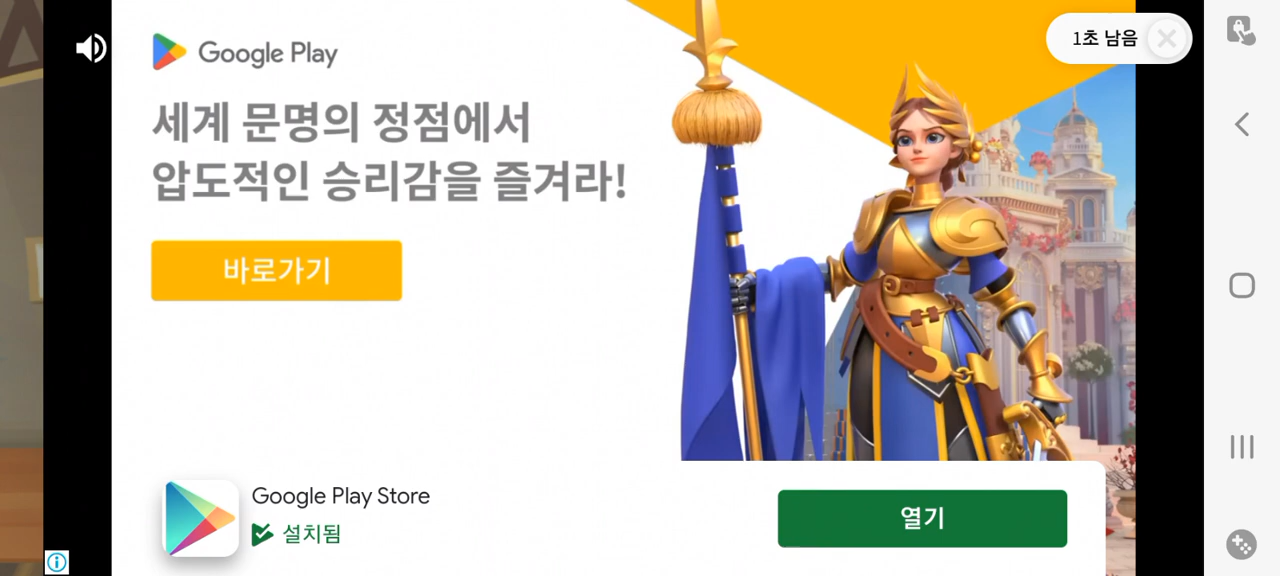 Google Play
1초 남음
세계 문명의 정점에서
압도적인 승리감을 즐겨라!
바로가기
Google Play Store
설치됨
열기